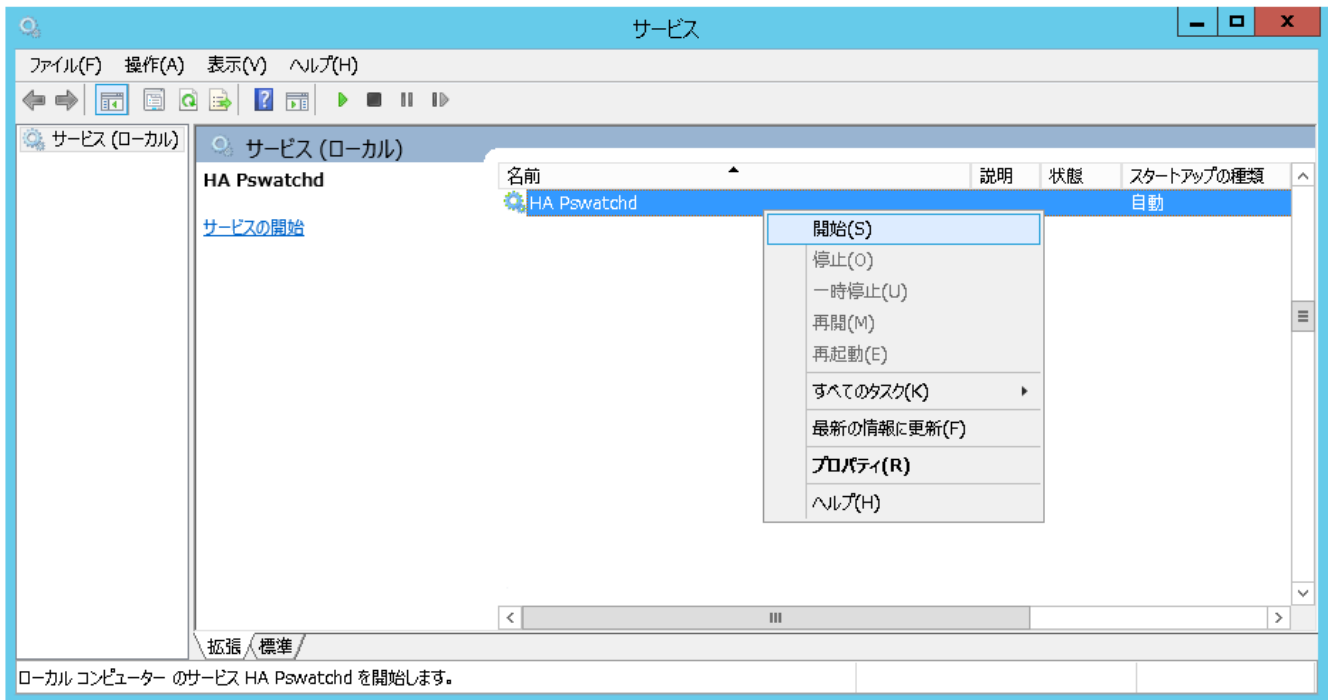 サービス
ファイル(F) 操作(A) 表示(V) ヘルプ(H)
サービス (ローカル)
サービス (ローカル)
HA Pswatchd
サービスの開始
名前 説明 状態 スタートアップの種類
HA Pswatchd 自動
開始(S)
停止(O)
一時停止(U)
再開(M)
再起動(E)
すべてのタスク(K)
最新の情報に更新(F)
プロパティ(R)
ヘルプ(H)
拡張 標準
ローカル コンピューター のサービス HA Pswatchd を開始します。